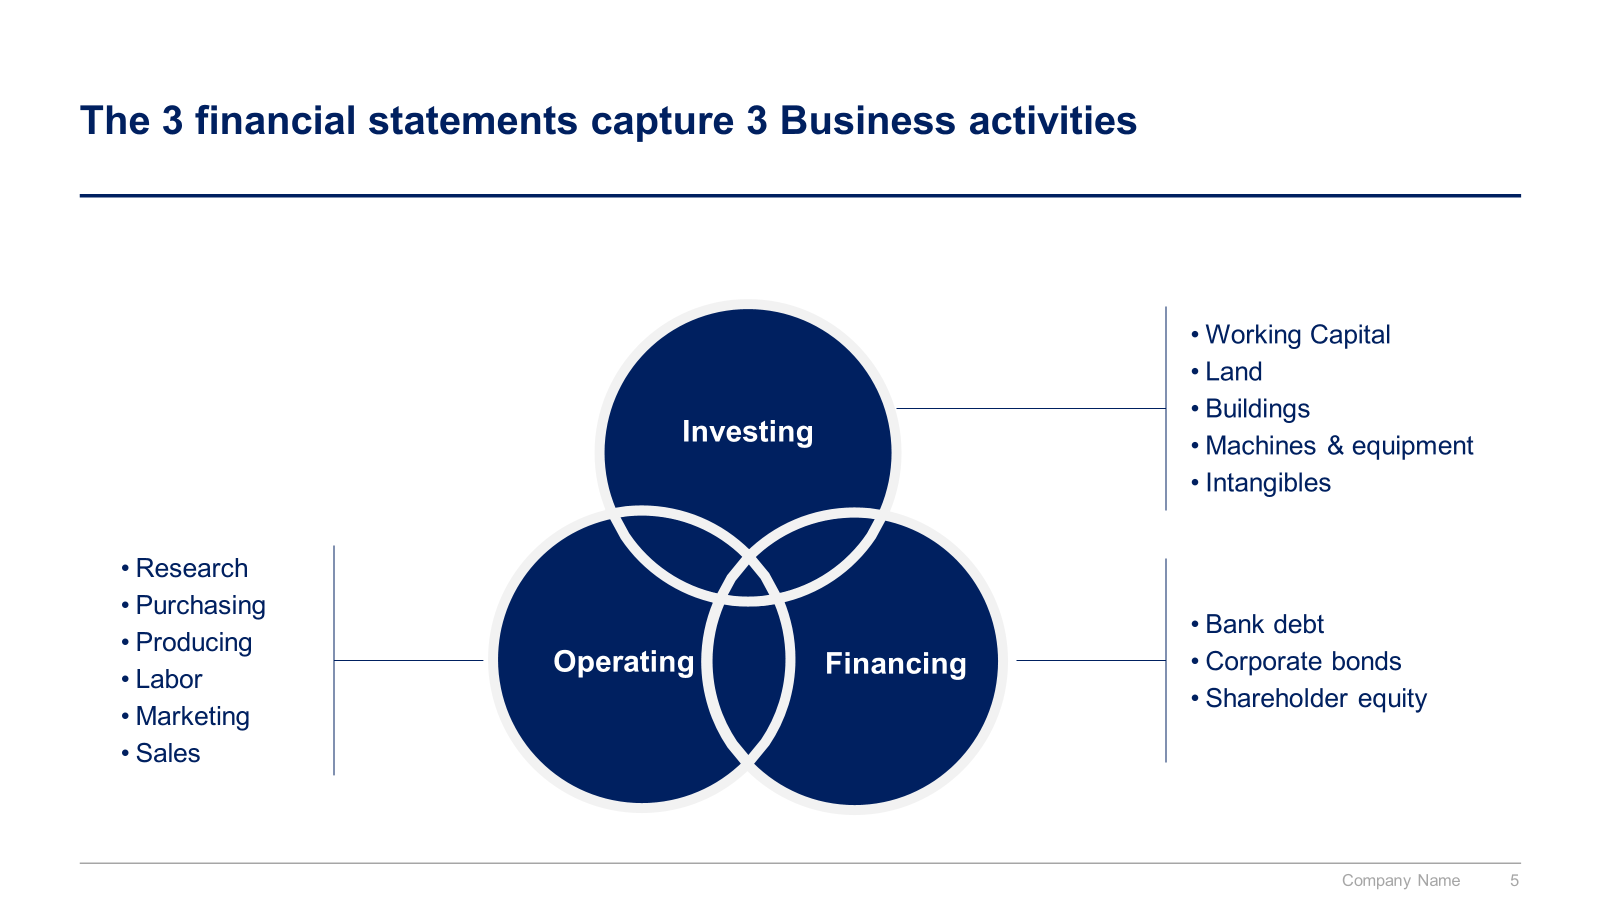 The 3 financial statements capture 3 Business activities
Investing
• Working Capital
• Land
• Buildings
• Machines & equipment
• Intangibles
• Research
• Purchasing
• Producing
• Labor
• Marketing
• Sales
Operating
Financing
• Bank debt
• Corporate bonds
• Shareholder equity
Company Name
5